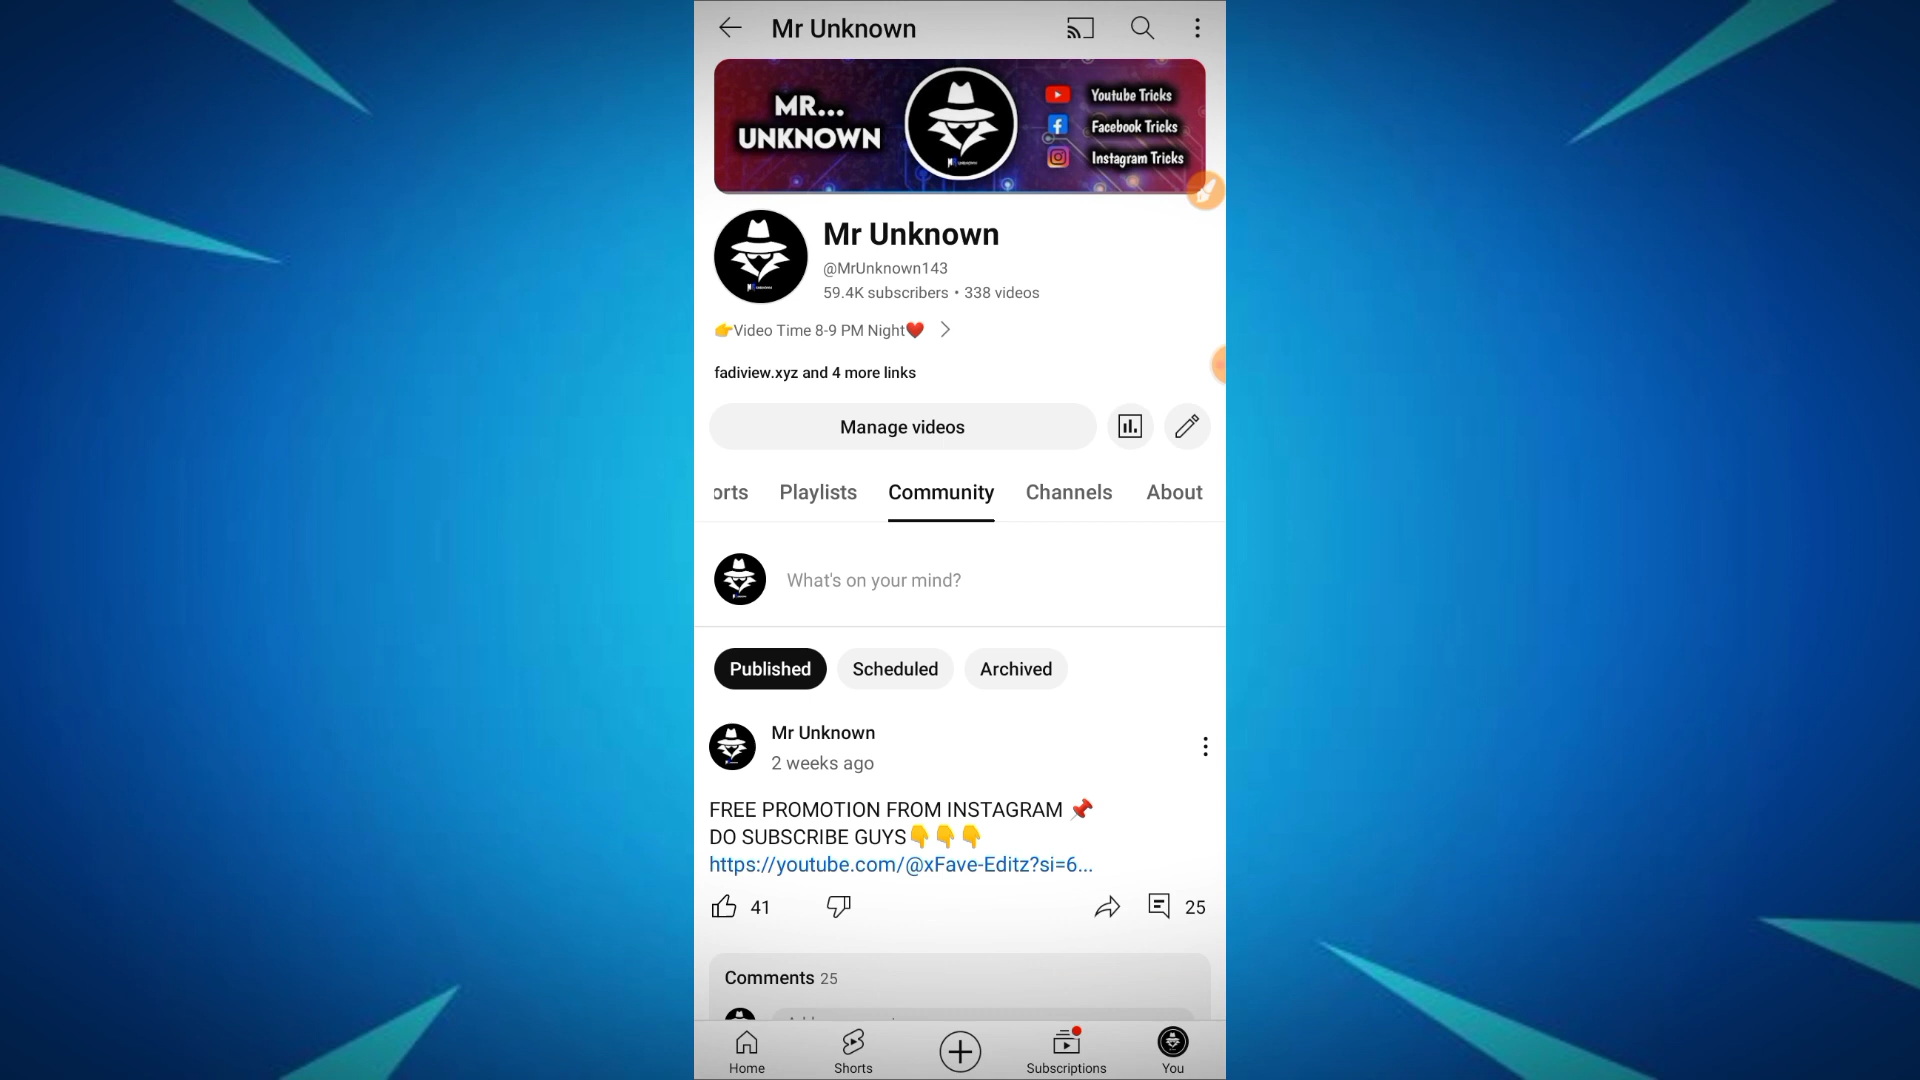 Mr Unknown
MR...
UNKNOWN
Youtube Tricks
Facebook Tricks
Instagram Tricks
Mr Unknown
@MrUnknown143
59.4K subscribers • 338 videos
👉Video Time 8-9 PM Night❤️
fadiview.xyz and 4 more links
Manage videos
orts Playlists Community Channels About
What's on your mind?
Published Scheduled Archived
Mr Unknown
2 weeks ago
FREE PROMOTION FROM INSTAGRAM 📌
DO SUBSCRIBE GUYS👇👇👇
https://youtube.com/@xFave-Editz?si=6...
41 25
Comments 25
Home Shorts Subscriptions You